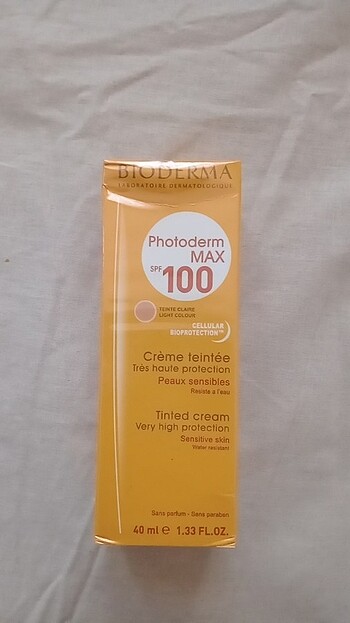 BIODERMA
LABORATOIRE DERMATOLOGIQUE
Photoderm
MAX
SPF 100
TEINTE CLAIRE
LIGHT COLOUR
CELLULAR
BIOPROTECTION™
Crème teintée
Très haute protection
Peaux sensibles
Résiste à l'eau
Tinted cream
Very high protection
Sensitive skin
Water resistant
Sans parfum - Sans paraben
40 ml e 1.33 FL.OZ.